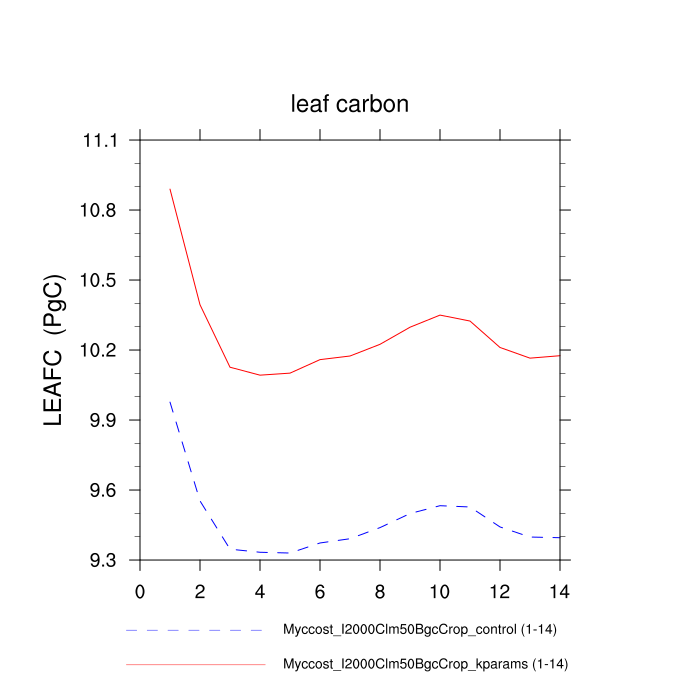 leaf carbon
11.1
10.8
10.5
10.2
9.9
9.6
9.3
LEAFC (PgC)
0 2 4 6 8 10 12 14
Myccost_I2000Clm50BgcCrop_control (1-14)
Myccost_I2000Clm50BgcCrop_kparams (1-14)